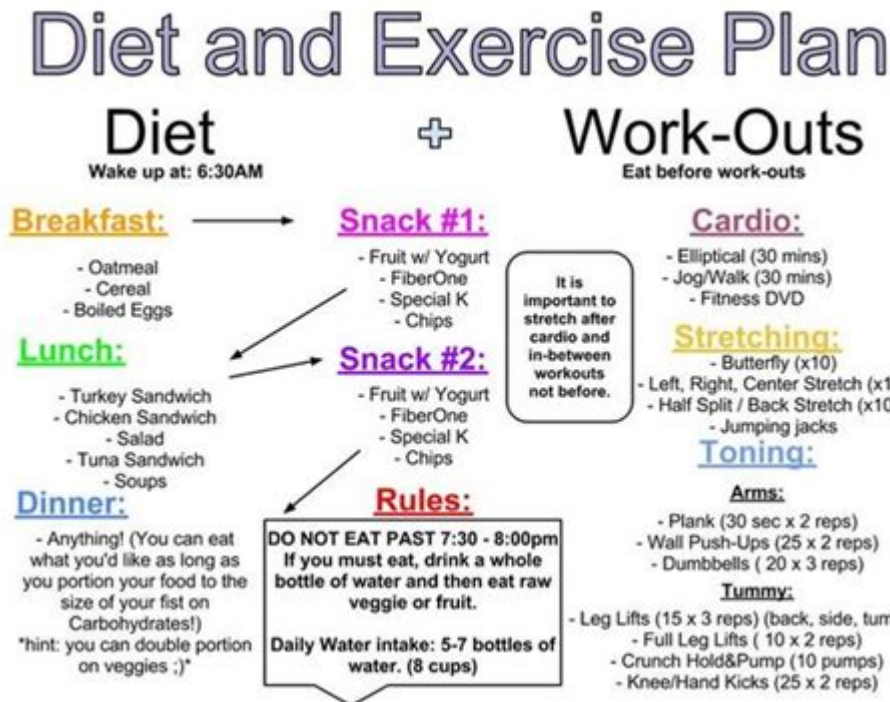 Diet and Exercise Plan
Diet
+
Work-Outs
Wake up at: 6:30AM
Eat before work-outs
Breakfast:
- Oatmeal
- Cereal
- Boiled Eggs
Snack #1:
- Fruit w/ Yogurt
- FiberOne
- Special K
- Chips
Lunch:
- Turkey Sandwich
- Chicken Sandwich
- Salad
- Tuna Sandwich
- Soups
Snack #2:
- Fruit w/ Yogurt
- FiberOne
- Special K
- Chips
Dinner:
- Anything! (You can eat
what you'd like as long as
you portion your food to the
size of your fist on
Carbohydrates!)
*hint: you can double portion
on veggies ;)*
Rules:
DO NOT EAT PAST 7:30 - 8:00pm
If you must eat, drink a whole
bottle of water and then eat raw
veggie or fruit.
Daily Water intake: 5-7 bottles of
water. (8 cups)
It is
important to
stretch after
cardio and
in-between
workouts
not before.
Cardio:
- Elliptical (30 mins)
- Jog/Walk (30 mins)
- Fitness DVD
Stretching:
- Butterfly (x10)
- Left, Right, Center Stretch
- Half Split / Back Stretch (x10
- Jumping jacks
Toning:
Arms:
- Plank (30 sec x 2 reps)
- Wall Push-Ups (25 x 2 reps)
- Dumbbells ( 20 x 3 reps)
Tummy:
- Leg Lifts (15 x 3 reps) (back, side,
- Full Leg Lifts ( 10 x 2 reps)
- Crunch Hold&Pump (10 pumps)
- Knee/Hand Kicks (25 x 2 reps)